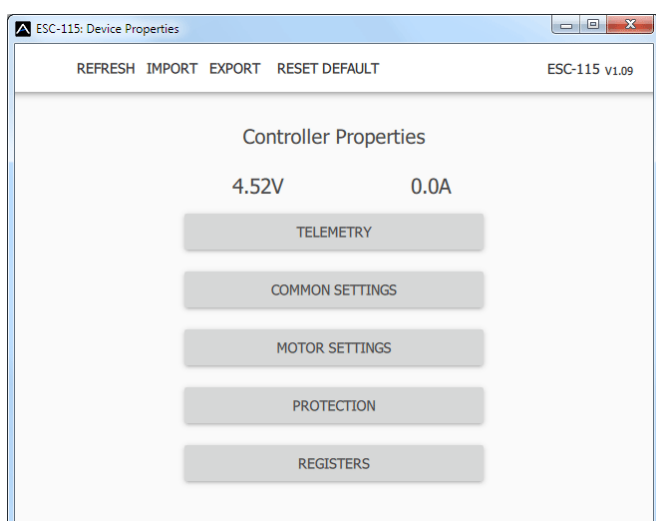 ESC-115: Device Properties
REFRESH IMPORT EXPORT RESET DEFAULT ESC-115 V1.09
Controller Properties
4.52V 0.0A
TELEMETRY
COMMON SETTINGS
MOTOR SETTINGS
PROTECTION
REGISTERS